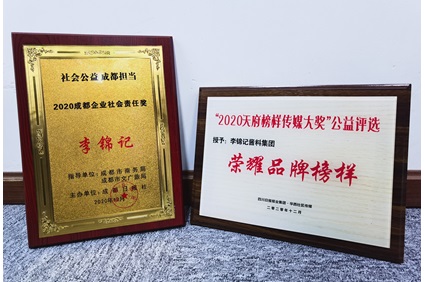 社会公益 成都担当
2020成都企业社会责任奖
李锦记
指导单位：成都市商务局
成都市文广旅局
主办单位：成都日报社
“2020天府榜样传媒大奖”公益评选
授予：李锦记酱料集团
荣耀品牌榜样
二〇二〇年十二月